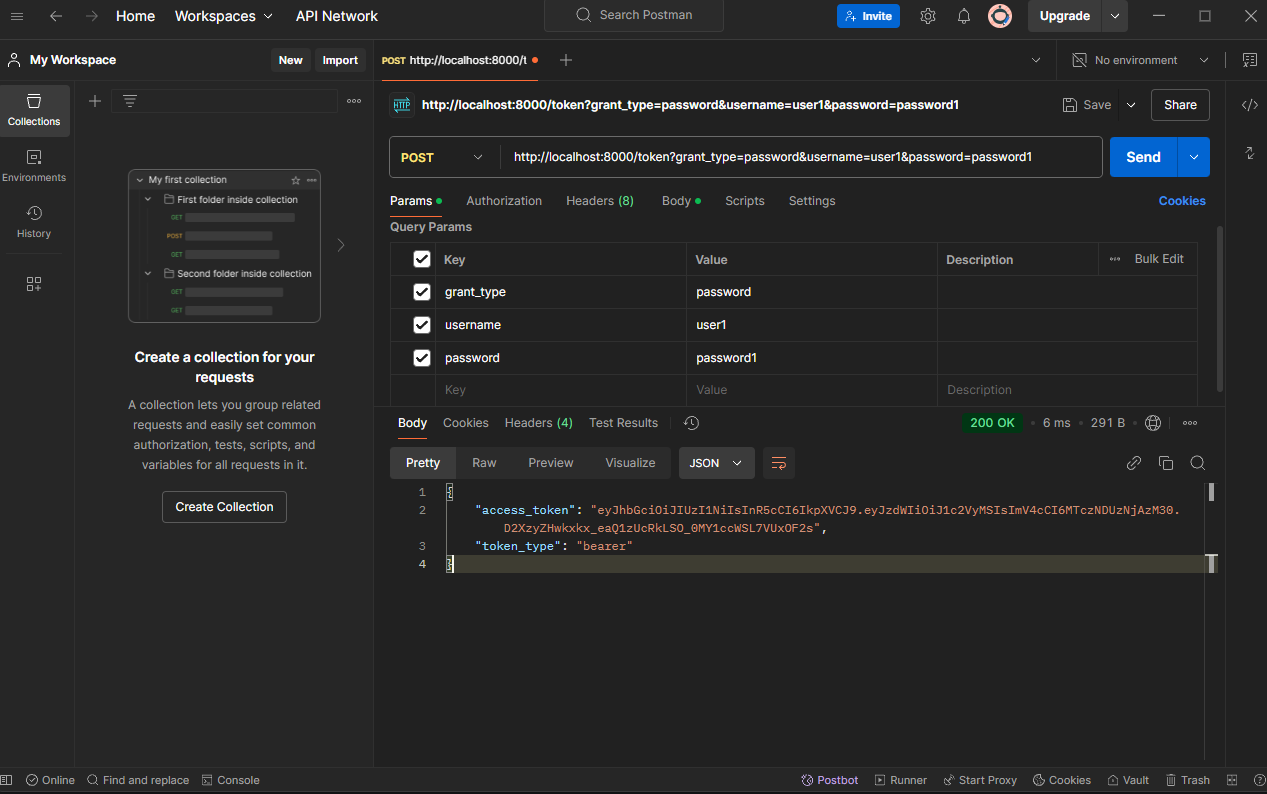 Home Workspaces API Network Search Postman Invite Upgrade
My Workspace New Import POST http://localhost:8000/t No environment
Collections
Environments
History
My first collection
First folder inside collection
GET
POST
GET
Second folder inside collection
GET
GET
Create a collection for your
requests
A collection lets you group related
requests and easily set common
authorization, tests, scripts, and
variables for all requests in it.
Create Collection
HTTP http://localhost:8000/token?grant_type=password&username=user1&password=password1 Save Share
POST http://localhost:8000/token?grant_type=password&username=user1&password=password1 Send
Params Authorization Headers (8) Body Scripts Settings Cookies
Query Params
Key Value Description Bulk Edit
grant_type password
username user1
password password1
Key Value Description
Body Cookies Headers (4) Test Results 200 OK 6 ms 291 B
Pretty Raw Preview Visualize JSON
1 {
2 "access_token": "eyJhbGciOiJIUzI1NiIsInR5cCI6IkpXVCJ9.eyJzdWIiOiJ1c2VyMSIsImV4cCI6MTczNDUzNjAzM30.
D2XzyZHwkxkx_eaQ1zUcRkLSO_0MY1ccWSL7VUxOF2s",
3 "token_type": "bearer"
4 }
Online Find and replace Console Postbot Runner Start Proxy Cookies Vault Trash